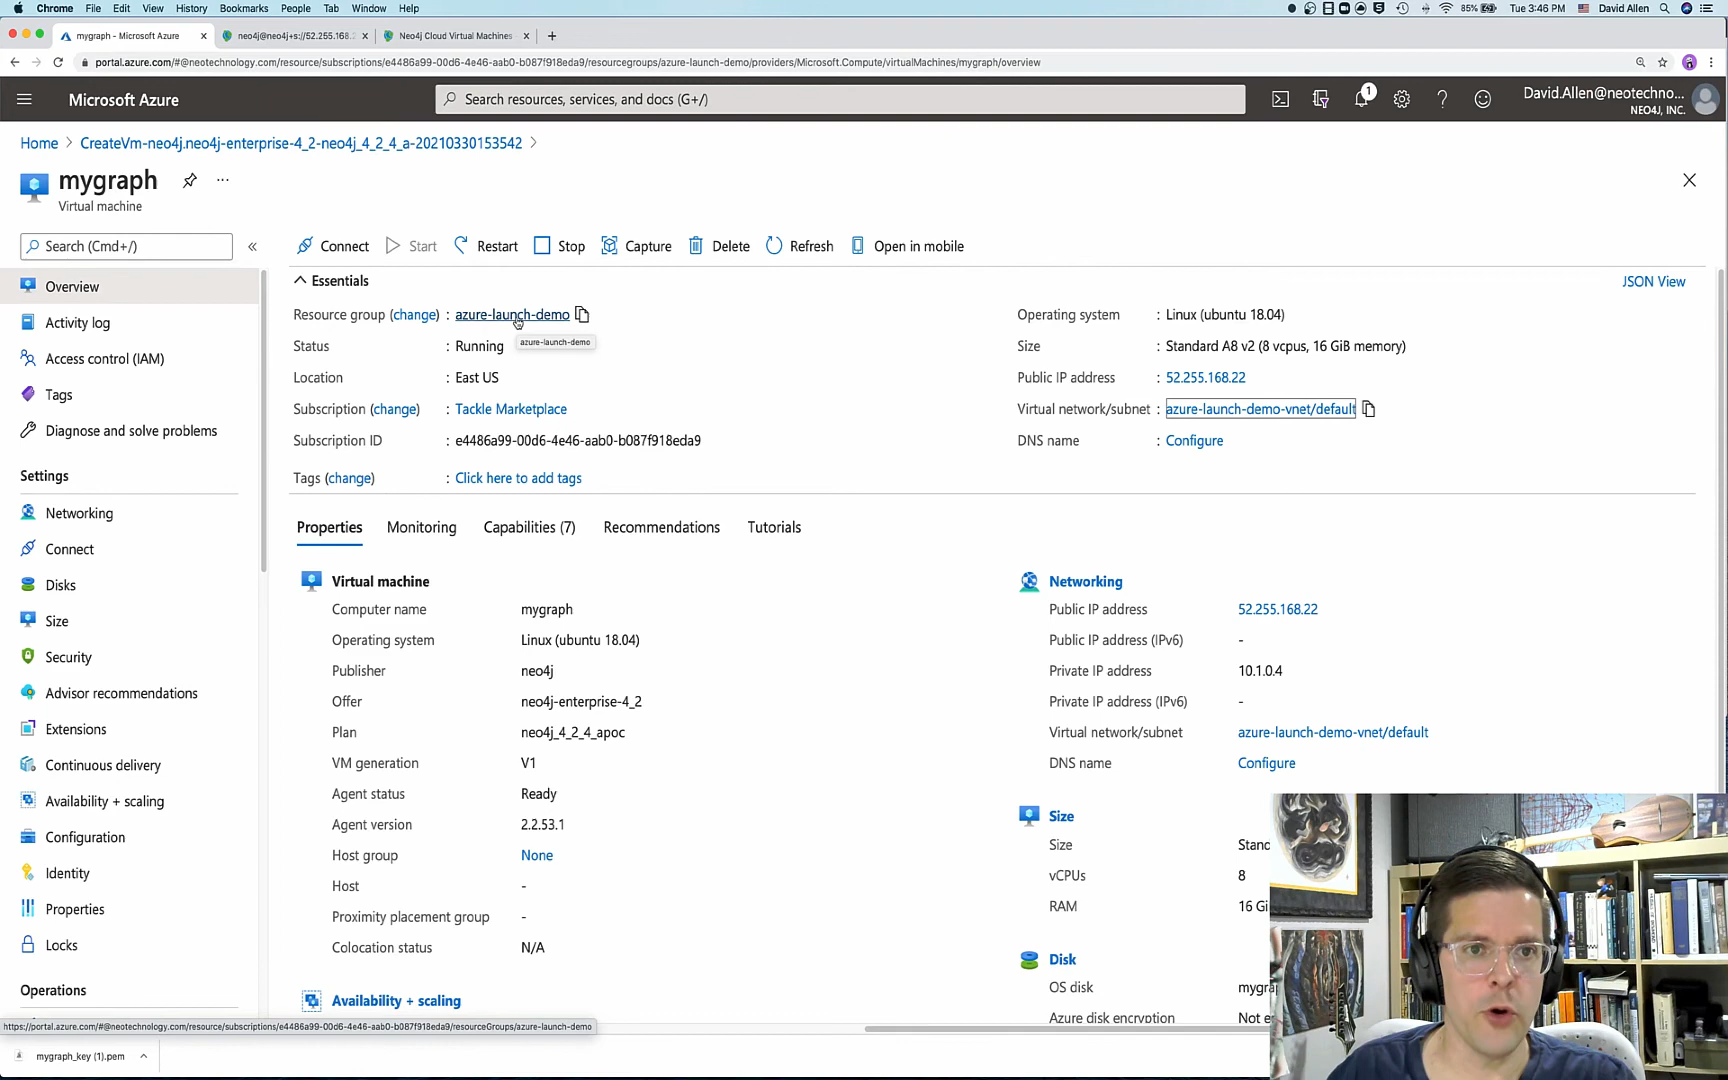 Chrome File Edit View History Bookmarks People Tab Window Help 85% Tue 3:46 PM David Allen
mygraph - Microsoft Azure × neo4j@neo4j+s://52.255.168.2 × Neo4j Cloud Virtual Machines × +
portal.azure.com/#@neotechnology.com/resource/subscriptions/e4486a99-00d6-4e46-aab0-b087f918eda9/resourcegroups/azure-launch-demo/providers/Microsoft.Compute/virtualMachines/mygraph/overview
Microsoft Azure Search resources, services, and docs (G+/) 1 David.Allen@neotechno...
NEO4J, INC.
Home > CreateVm-neo4j.neo4j-enterprise-4_2-neo4j_4_2_4_a-20210330153542 >
mygraph ...
Virtual machine
Search (Cmd+/) « Connect Start Restart Stop Capture Delete Refresh Open in mobile
Overview
Activity log
Access control (IAM)
Tags
Diagnose and solve problems
Settings
Networking
Connect
Disks
Size
Security
Advisor recommendations
Extensions
Continuous delivery
Availability + scaling
Configuration
Identity
Properties
Locks
Operations
Essentials JSON View
Resource group (change) : azure-launch-demo
azure-launch-demo
Status : Running
Location : East US
Subscription (change) : Tackle Marketplace
Subscription ID : e4486a99-00d6-4e46-aab0-b087f918eda9
Tags (change) : Click here to add tags
Operating system : Linux (ubuntu 18.04)
Size : Standard A8 v2 (8 vcpus, 16 GiB memory)
Public IP address : 52.255.168.22
Virtual network/subnet : azure-launch-demo-vnet/default
DNS name : Configure
Properties Monitoring Capabilities (7) Recommendations Tutorials
Virtual machine
Computer name mygraph
Operating system Linux (ubuntu 18.04)
Publisher neo4j
Offer neo4j-enterprise-4_2
Plan neo4j_4_2_4_apoc
VM generation V1
Agent status Ready
Agent version 2.2.53.1
Host group None
Host -
Proximity placement group -
Colocation status N/A
Availability + scaling
Networking
Public IP address 52.255.168.22
Public IP address (IPv6) -
Private IP address 10.1.0.4
Private IP address (IPv6) -
Virtual network/subnet azure-launch-demo-vnet/default
DNS name Configure
Size
Size Stand
vCPUs 8
RAM 16 Gi
Disk
OS disk mygra
Azure disk encryption Not e
https://portal.azure.com/#@neotechnology.com/resource/subscriptions/e4486a99-00d6-4e46-aab0-b087f918eda9/resourceGroups/azure-launch-demo
mygraph_key (1).pem